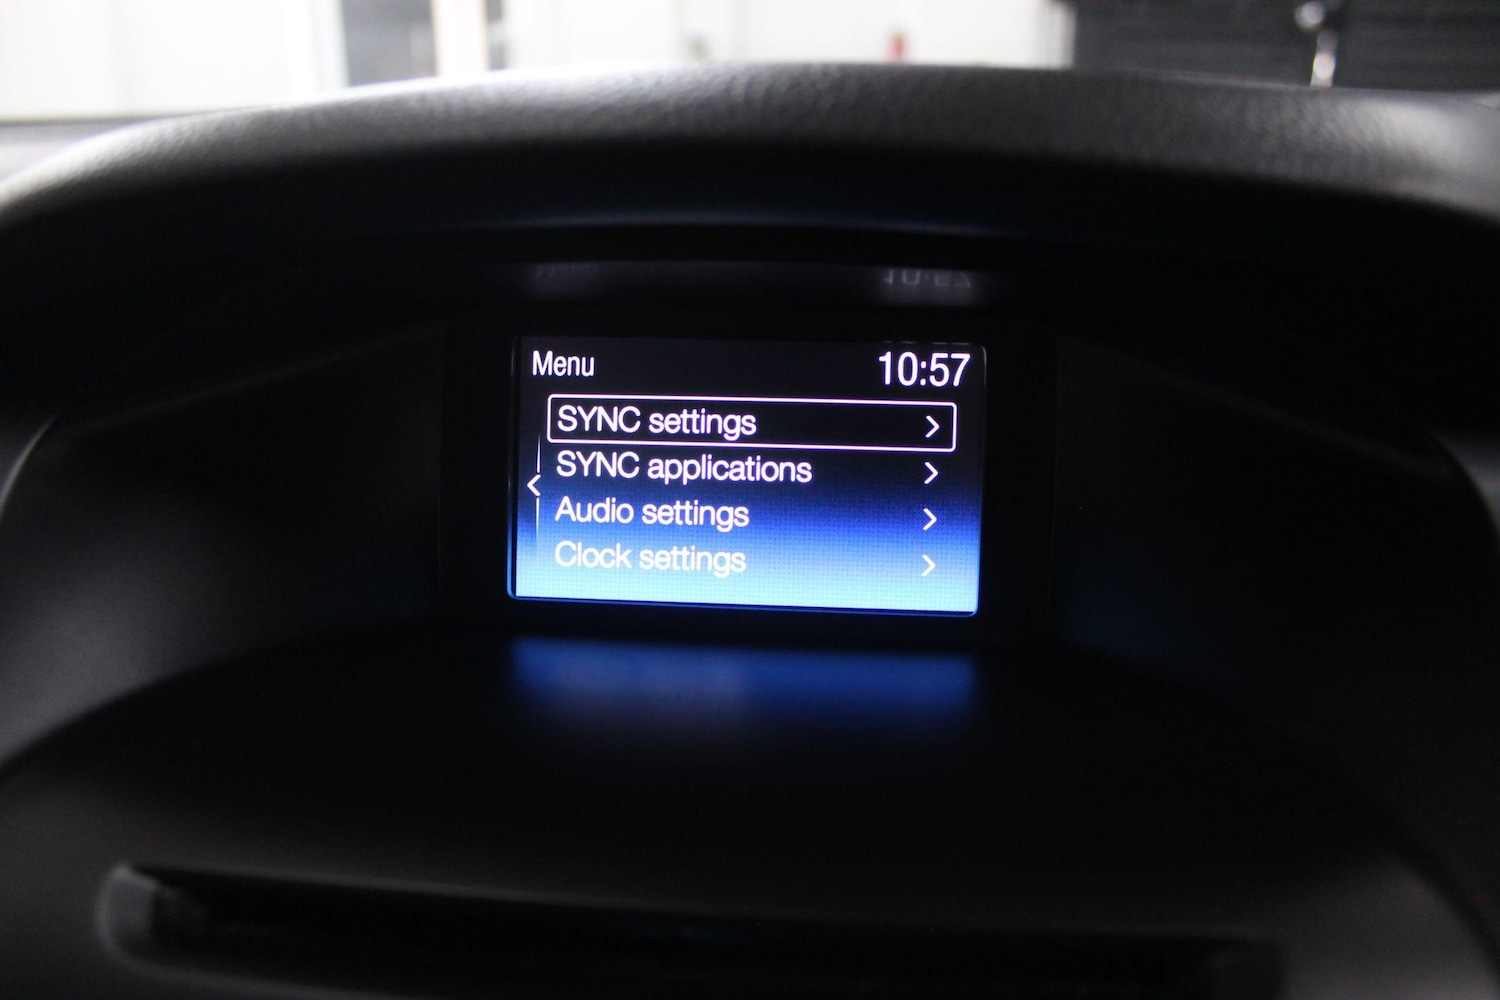 Menu 10:57
SYNC settings
SYNC applications
Audio settings
Clock settings